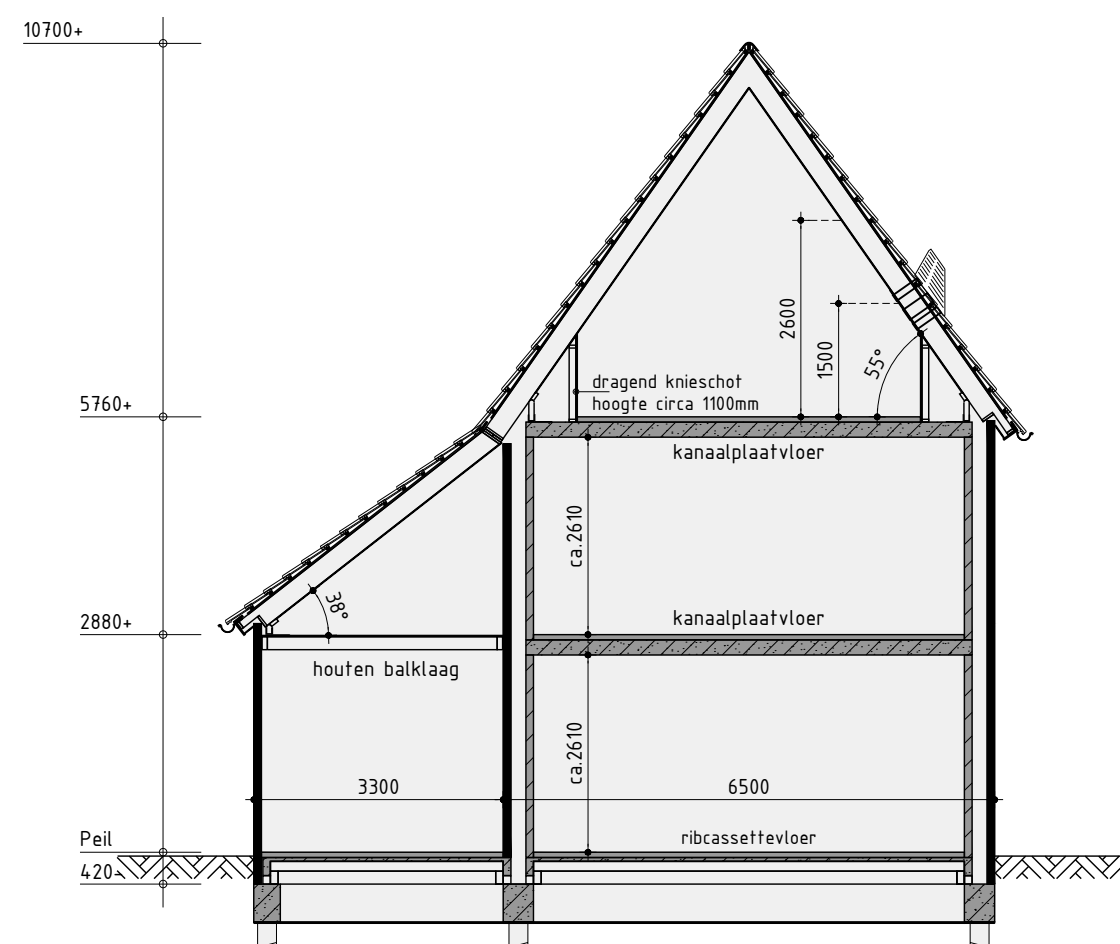 10700+
2600
1500
55°
dragend knieschot
hoogte circa 1100mm
5760+
kanaalplaatvloer
ca.2610
38°
kanaalplaatvloer
2880+
houten balklaag
ca.2610
3300
6500
Peil
ribcassettevloer
420-